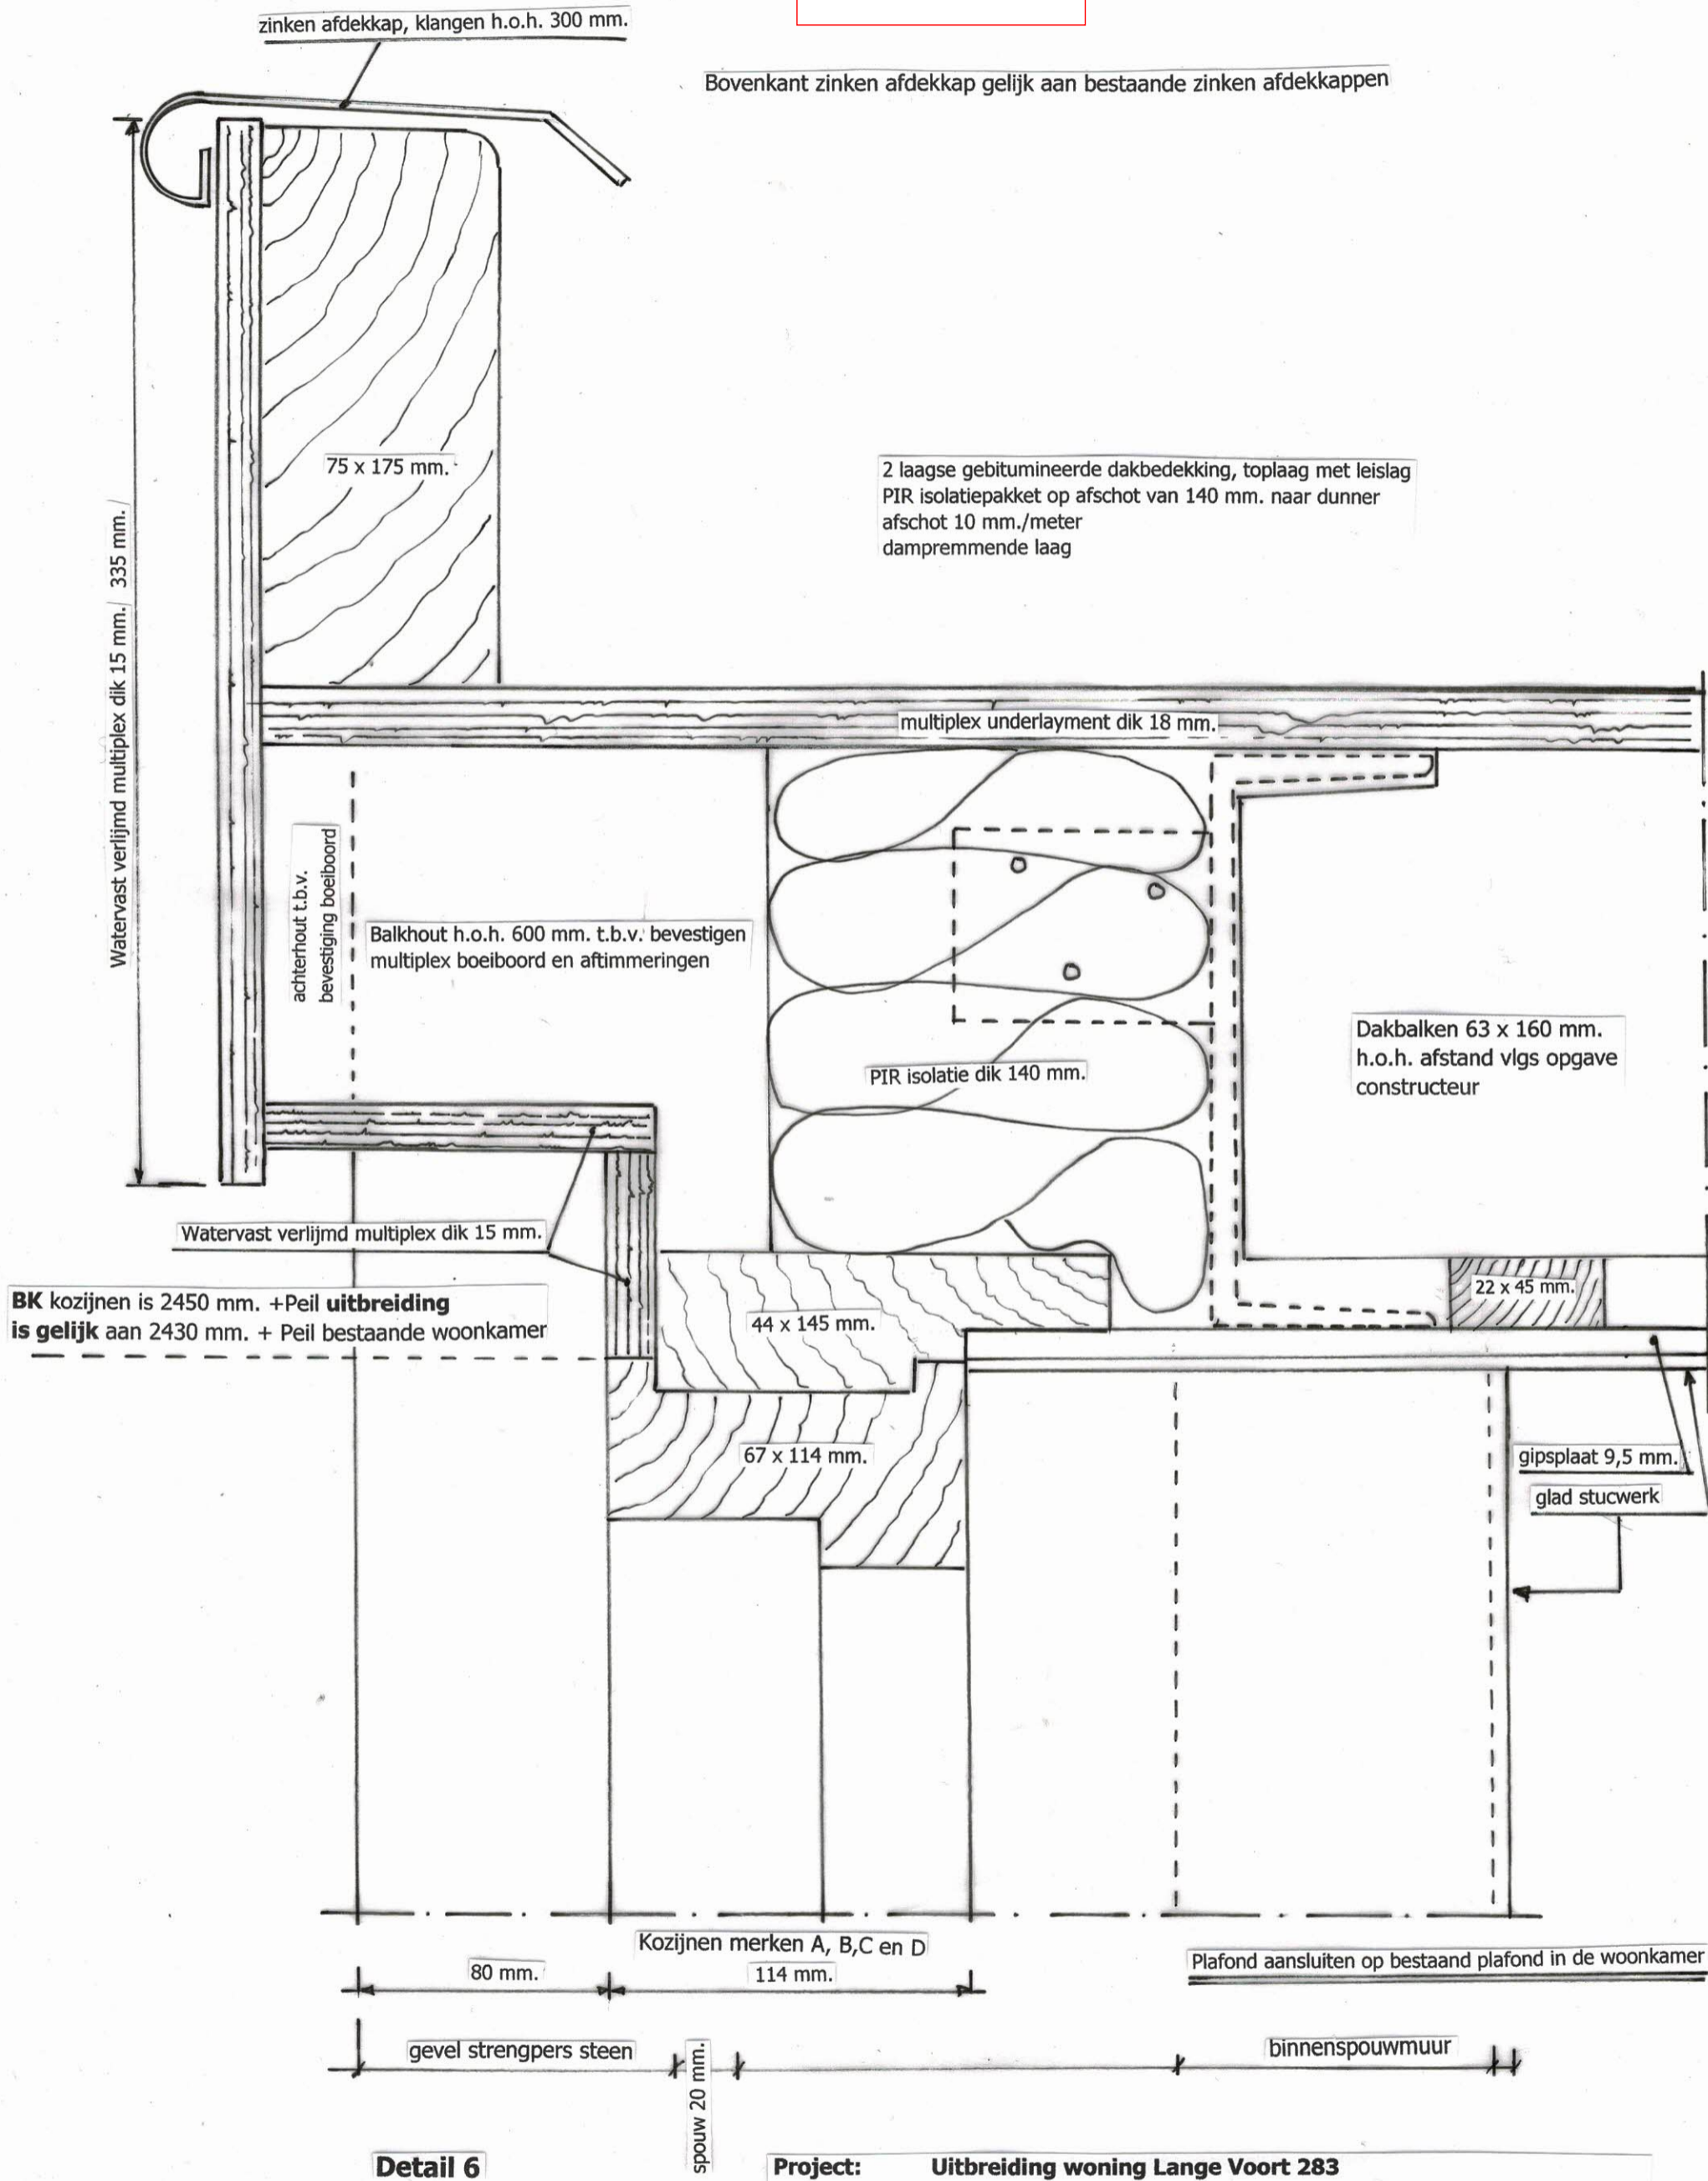 zinken afdekkap, klangen h.o.h. 300 mm.
Bovenkant zinken afdekkap gelijk aan bestaande zinken afdekkappen
75 x 175 mm.
2 laagse gebitumineerde dakbedekking, toplaag met leislag
PIR isolatiepakket op afschot van 140 mm. naar dunner
afschot 10 mm./meter
dampremmende laag
Watervast verlijmd multiplex dik 15 mm. 335 mm.
multiplex underlayment dik 18 mm.
achterhout t.b.v.
bevestiging boeiboord
Balkhout h.o.h. 600 mm. t.b.v. bevestigen
multiplex boeiboord en aftimmeringen
PIR isolatie dik 140 mm.
Dakbalken 63 x 160 mm.
h.o.h. afstand vlgs opgave
constructeur
Watervast verlijmd multiplex dik 15 mm.
22 x 45 mm.
BK kozijnen is 2450 mm. +Peil uitbreiding
is gelijk aan 2430 mm. + Peil bestaande woonkamer
44 x 145 mm.
67 x 114 mm.
gipsplaat 9,5 mm.
glad stucwerk
Kozijnen merken A, B,C en D
80 mm.
114 mm.
Plafond aansluiten op bestaand plafond in de woonkamer
gevel strengpers steen
spouw 20 mm.
binnenspouwmuur
Detail 6
Project: Uitbreiding woning Lange Voort 283